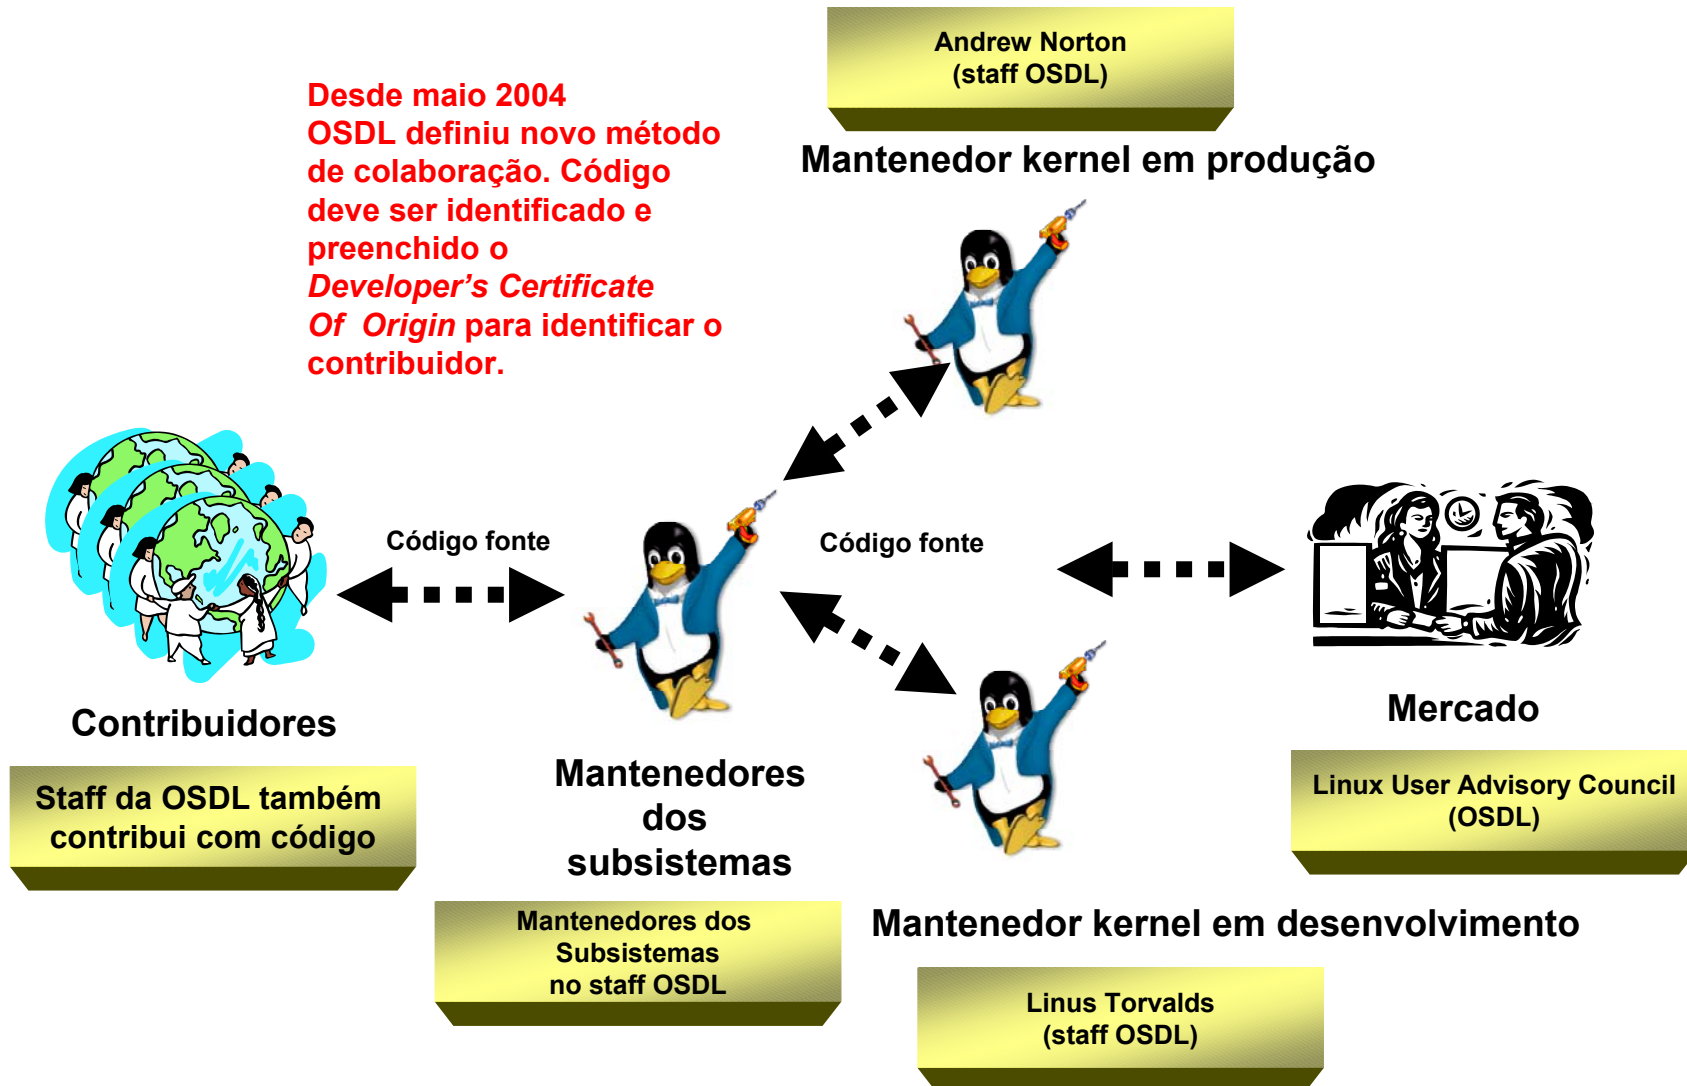 Andrew Norton
(staff OSDL)
Desde maio 2004
OSDL definiu novo método
de colaboração. Código
deve ser identificado e
preenchido o
Developer's Certificate
Of Origin para identificar o
contribuidor.
Mantenedor kernel em produção
Código fonte
Código fonte
Contribuidores
Staff da OSDL também
contribui com código
Mantenedores
dos
subsistemas
Mantenedores dos
Subsistemas
no staff OSDL
Mercado
Linux User Advisory Council
(OSDL)
Mantenedor kernel em desenvolvimento
Linus Torvalds
(staff OSDL)